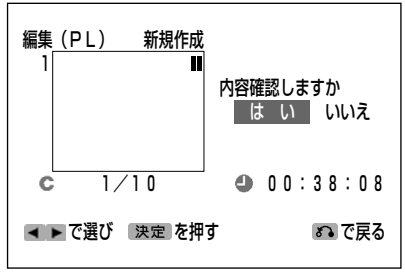 編集(PL) 新規作成
1
内容確認しますか
はい いいえ
C 1/10 00:38:08
◀ ▶ で選び 決定 を押す で戻る